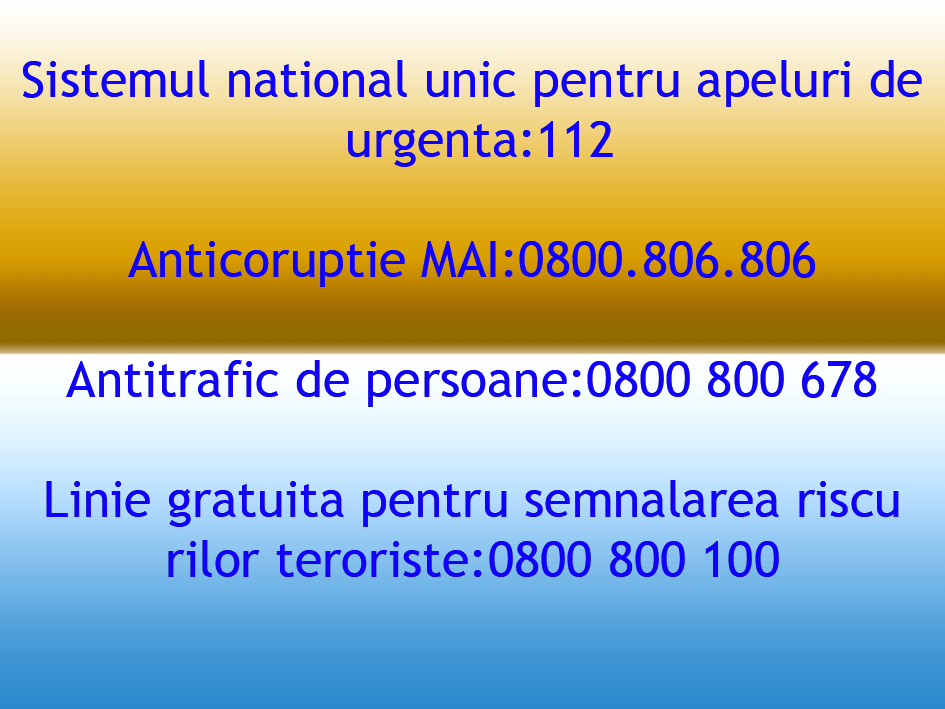 Sistemul national unic pentru apeluri de
urgenta:112
Anticoruptie MAI:0800.806.806
Antitrafic de persoane:0800 800 678
Linie gratuita pentru semnalarea riscu
rilor teroriste:0800 800 100